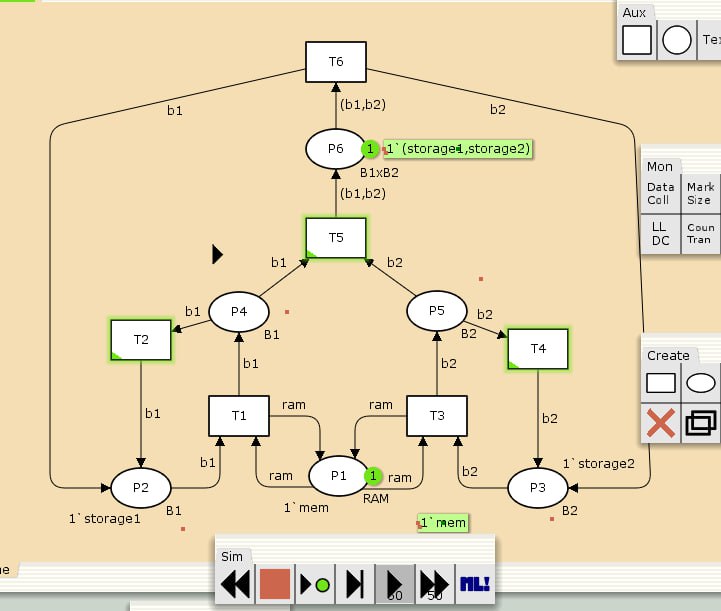 Aux
Tex
T6
b1
(b1,b2)
b2
P6
1
1`(storage1,storage2)
B1xB2
(b1,b2)
Mon
Data
Coll
Mark
Size
LL
DC
Coun
Tran
T5
b1
b2
P4
B1
b1
P5
B2
b2
T2
T4
b1
b2
Create
T1
ram
ram
T3
b1
b2
b1
ram
P1
1
ram
b2
P2
B1
1`storage1
1`mem
RAM
1`mem
P3
B2
1`storage2
Sim
50
50
ML!